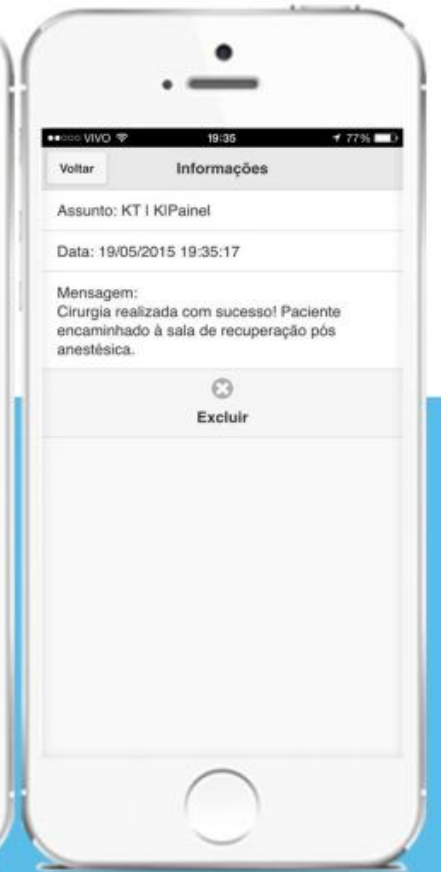 VIVO 19:35 77%
Voltar Informações
Assunto: KT | KIPainel
Data: 19/05/2015 19:35:17
Mensagem:
Cirurgia realizada com sucesso! Paciente
encaminhado à sala de recuperação pós
anestésica.
Excluir